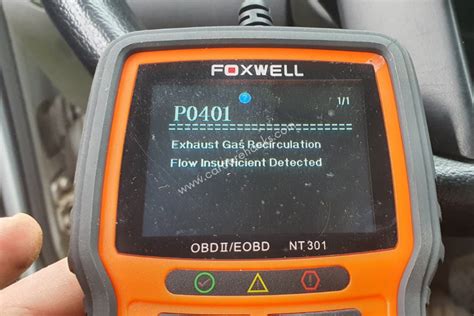 FOXWELL
?
1/1
P0401
Exhaust Gas Recirculation
Flow Insufficient Detected
OBDII/EOBD NT301